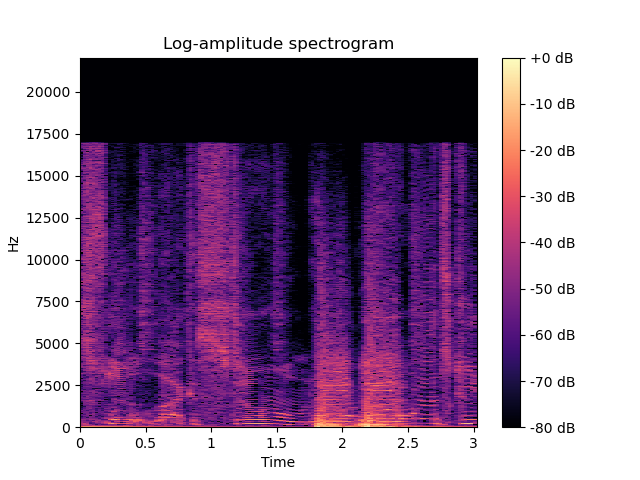 Log-amplitude spectrogram
+0 dB
20000
-10 dB
17500
-20 dB
15000
-30 dB
12500
-40 dB
Hz
10000
-50 dB
7500
-60 dB
5000
-70 dB
2500
0
-80 dB
0 0.5 1 1.5 2 2.5 3
Time